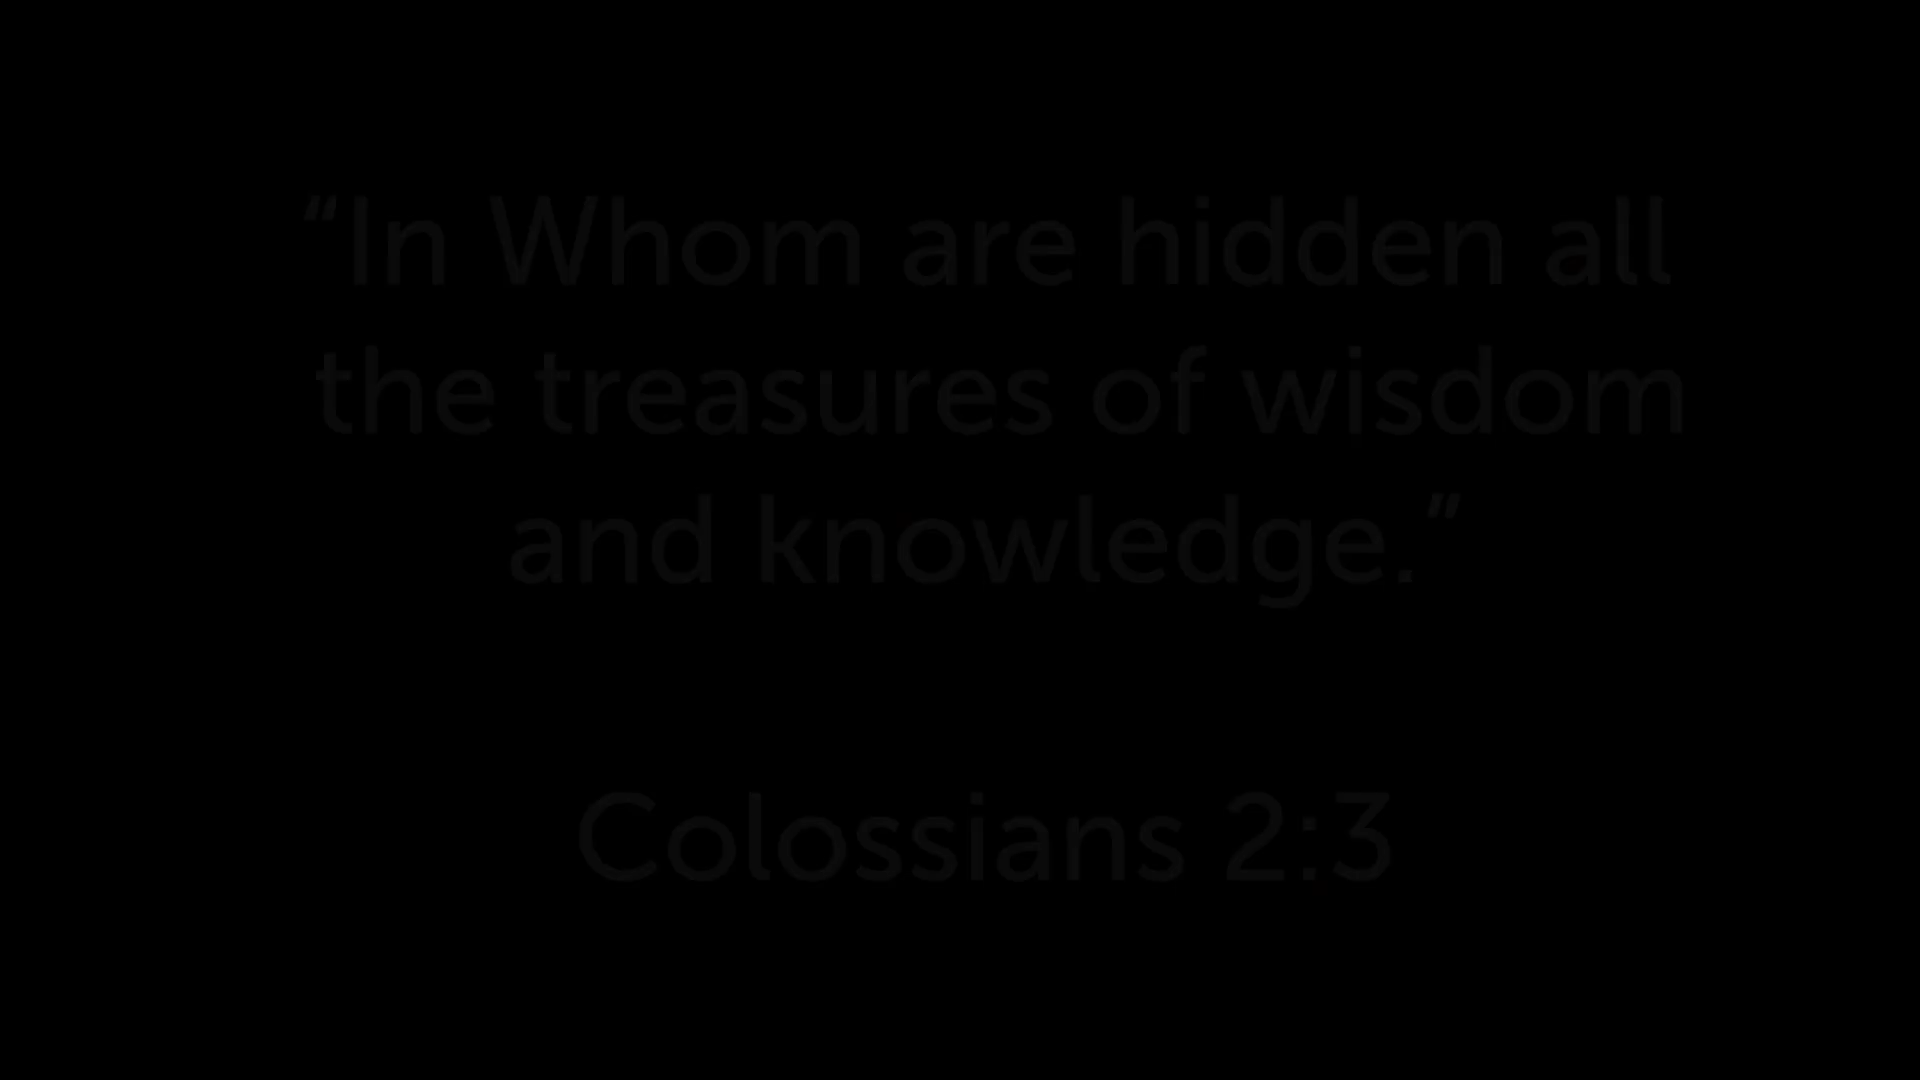 “In Whom are hidden all
the treasures of wisdom
and knowledge.”
Colossians 2:3